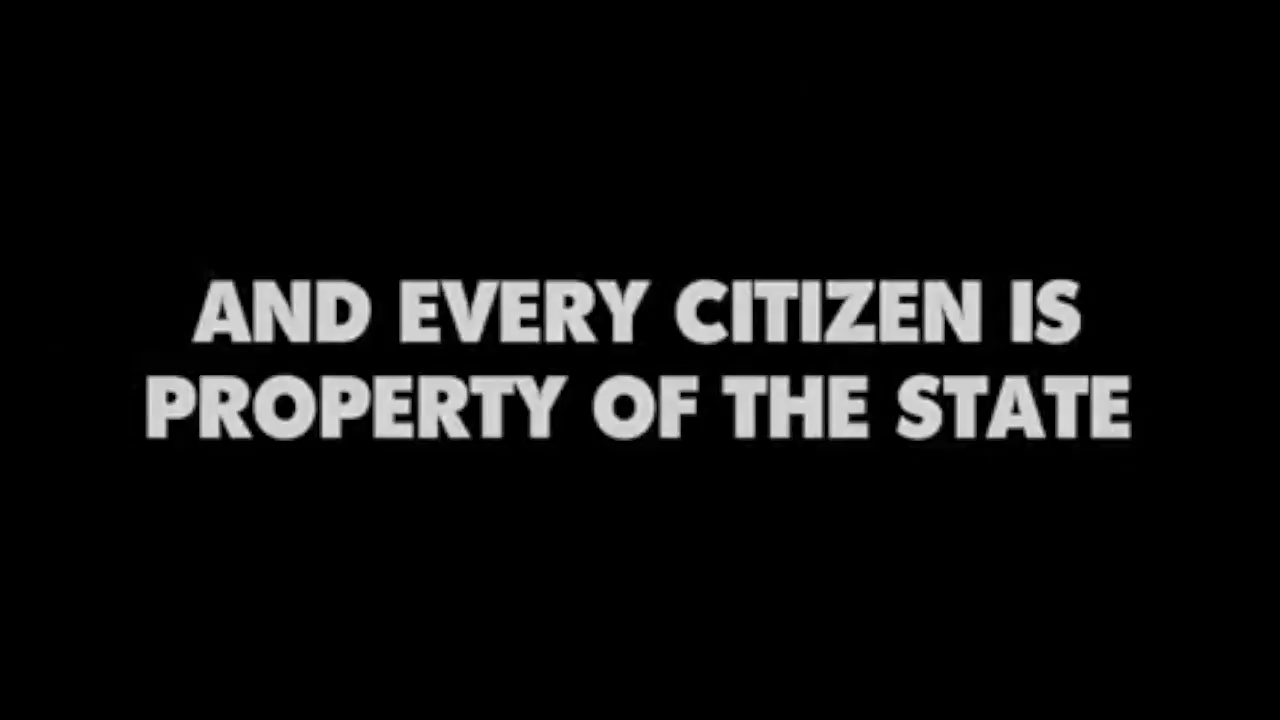 AND EVERY CITIZEN IS
PROPERTY OF THE STATE